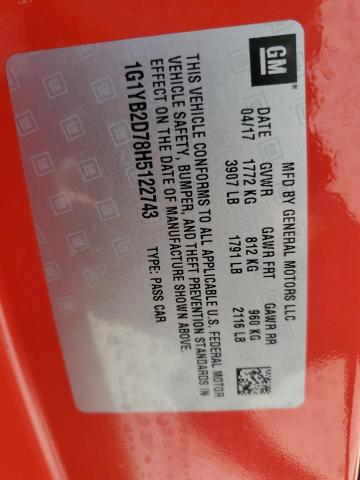 GM
MFD BY GENERAL MOTORS LLC
DATE GVWR GAWR FRT GAWR RR
04/17 1772 KG 812 KG 960 KG
3907 LB 1791 LB 2116 LB
THIS VEHICLE CONFORMS TO ALL APPLICABLE U.S. FEDERAL MOTOR
VEHICLE SAFETY, BUMPER, AND THEFT PREVENTION STANDARDS IN
EFFECT ON THE DATE OF MANUFACTURE SHOWN ABOVE.
1G1YB2D78H5122743 TYPE: PASS CAR